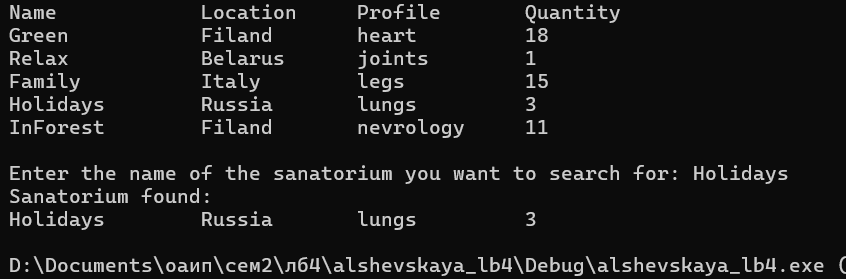 Name Location Profile Quantity
Green Filand heart 18
Relax Belarus joints 1
Family Italy legs 15
Holidays Russia lungs 3
InForest Filand nevrology 11
Enter the name of the sanatorium you want to search for: Holidays
Sanatorium found:
Holidays Russia lungs 3
D:\Documents\оаип\сем2\лб4\alshevskaya_lb4\Debug\alshevskaya_lb4.exe (